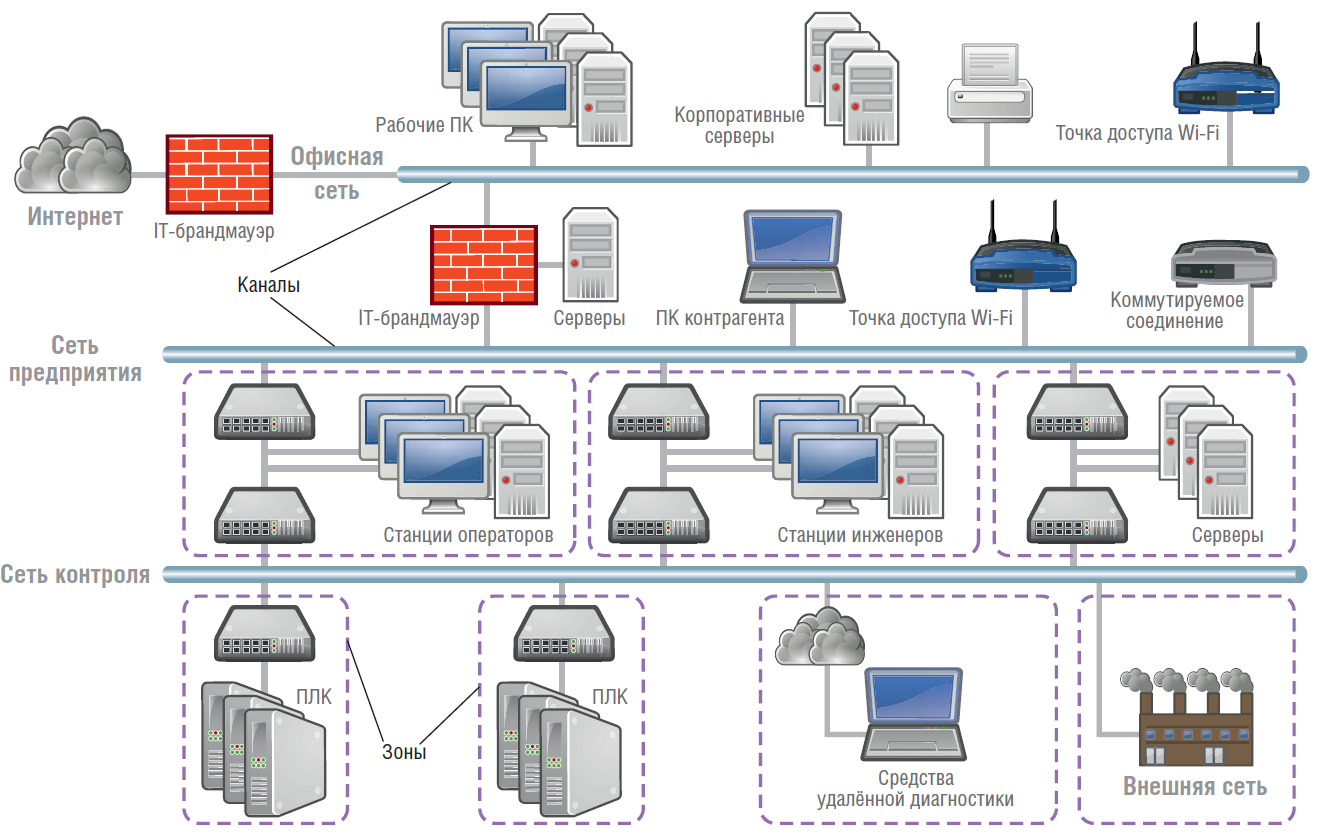 Рабочие ПК
Корпоративные
серверы
Точка доступа Wi-Fi
Интернет
IT-брандмауэр
Офисная
сеть
Каналы
IT-брандмауэр
Серверы
ПК контрагента
Точка доступа Wi-Fi
Коммутируемое
соединение
Сеть
предприятия
Станции операторов
Станции инженеров
Серверы
Сеть контроля
ПЛК
ПЛК
Зоны
Средства
удалённой диагностики
Внешняя сеть